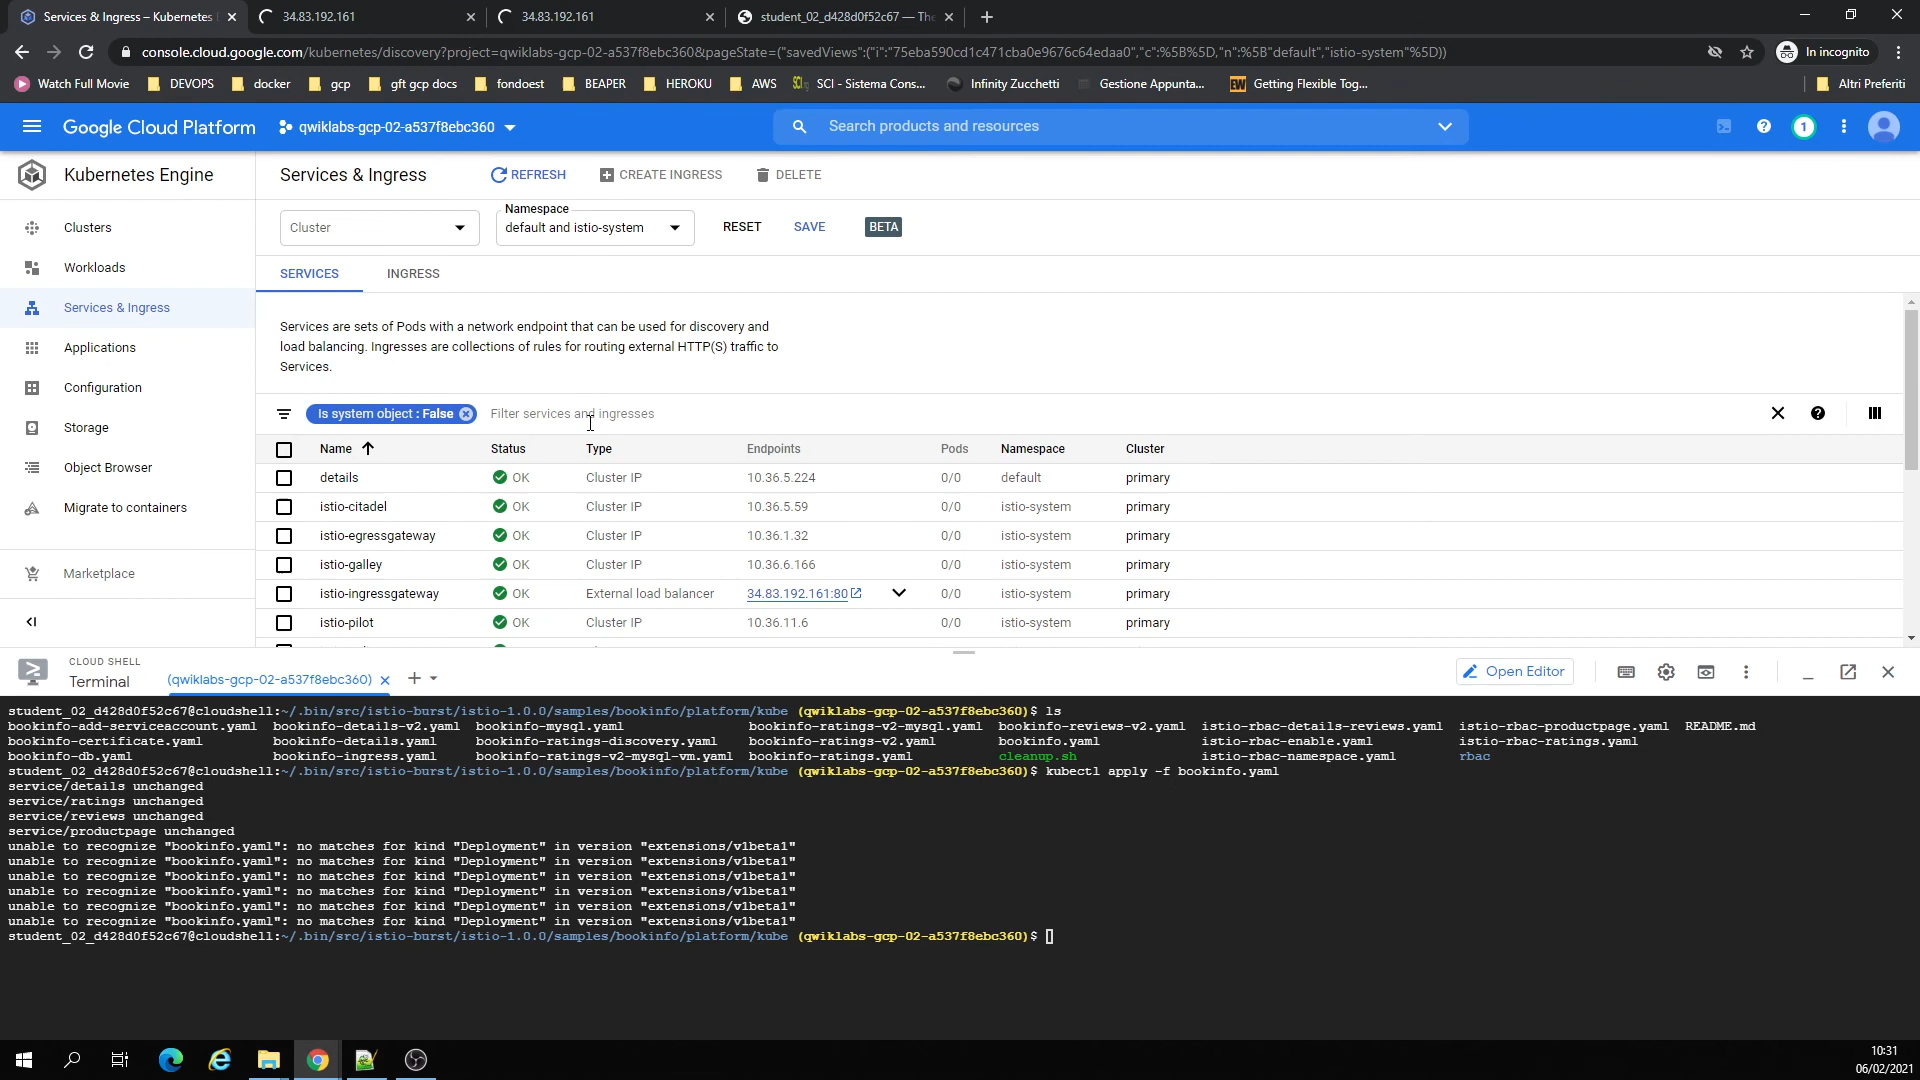 Services & Ingress – Kubernetes
34.83.192.161
34.83.192.161
student_02_d428d0f52c67 — The
console.cloud.google.com/kubernetes/discovery?project=qwiklabs-gcp-02-a537f8ebc360&pageState=("savedViews":("i":"75eba590cd1c471cba0e9676c64edaa0","c":%5B%5D,"n":%5B"default","istio-system"%5D))
In incognito
Watch Full Movie
DEVOPS
docker
gcp
gft gcp docs
fondoest
BEAPER
HEROKU
AWS
SCI - Sistema Cons...
Infinity Zucchetti
Gestione Appunta...
Getting Flexible Tog...
Altri Preferiti
Google Cloud Platform
qwiklabs-gcp-02-a537f8ebc360
Search products and resources
1
Kubernetes Engine
Services & Ingress
REFRESH
CREATE INGRESS
DELETE
Clusters
Workloads
Services & Ingress
Applications
Configuration
Storage
Object Browser
Migrate to containers
Marketplace
Cluster
Namespace
default and istio-system
RESET
SAVE
BETA
SERVICES
INGRESS
Services are sets of Pods with a network endpoint that can be used for discovery and
load balancing. Ingresses are collections of rules for routing external HTTP(S) traffic to
Services.
Is system object : False
Filter services and ingresses
Name Status Type Endpoints Pods Namespace Cluster
details OK Cluster IP 10.36.5.224 0/0 default primary
istio-citadel OK Cluster IP 10.36.5.59 0/0 istio-system primary
istio-egressgateway OK Cluster IP 10.36.1.32 0/0 istio-system primary
istio-galley OK Cluster IP 10.36.6.166 0/0 istio-system primary
istio-ingressgateway OK External load balancer 34.83.192.161:80 0/0 istio-system primary
istio-pilot OK Cluster IP 10.36.11.6 0/0 istio-system primary
CLOUD SHELL
Terminal
(qwiklabs-gcp-02-a537f8ebc360)
Open Editor
student_02_d428d0f52c67@cloudshell:~/.bin/src/istio-burst/istio-1.0.0/samples/bookinfo/platform/kube (qwiklabs-gcp-02-a537f8ebc360)$ ls
bookinfo-add-serviceaccount.yaml bookinfo-details-v2.yaml bookinfo-mysql.yaml bookinfo-ratings-v2-mysql.yaml bookinfo-reviews-v2.yaml istio-rbac-details-reviews.yaml istio-rbac-productpage.yaml README.md
bookinfo-certificate.yaml bookinfo-details.yaml bookinfo-ratings-discovery.yaml bookinfo-ratings-v2.yaml bookinfo.yaml istio-rbac-enable.yaml istio-rbac-ratings.yaml
bookinfo-db.yaml bookinfo-ingress.yaml bookinfo-ratings-v2-mysql-vm.yaml bookinfo-ratings.yaml cleanup.sh istio-rbac-namespace.yaml rbac
student_02_d428d0f52c67@cloudshell:~/.bin/src/istio-burst/istio-1.0.0/samples/bookinfo/platform/kube (qwiklabs-gcp-02-a537f8ebc360)$ kubectl apply -f bookinfo.yaml
service/details unchanged
service/ratings unchanged
service/reviews unchanged
service/productpage unchanged
unable to recognize "bookinfo.yaml": no matches for kind "Deployment" in version "extensions/v1beta1"
unable to recognize "bookinfo.yaml": no matches for kind "Deployment" in version "extensions/v1beta1"
unable to recognize "bookinfo.yaml": no matches for kind "Deployment" in version "extensions/v1beta1"
unable to recognize "bookinfo.yaml": no matches for kind "Deployment" in version "extensions/v1beta1"
unable to recognize "bookinfo.yaml": no matches for kind "Deployment" in version "extensions/v1beta1"
unable to recognize "bookinfo.yaml": no matches for kind "Deployment" in version "extensions/v1beta1"
student_02_d428d0f52c67@cloudshell:~/.bin/src/istio-burst/istio-1.0.0/samples/bookinfo/platform/kube (qwiklabs-gcp-02-a537f8ebc360)$
10:31
06/02/2021